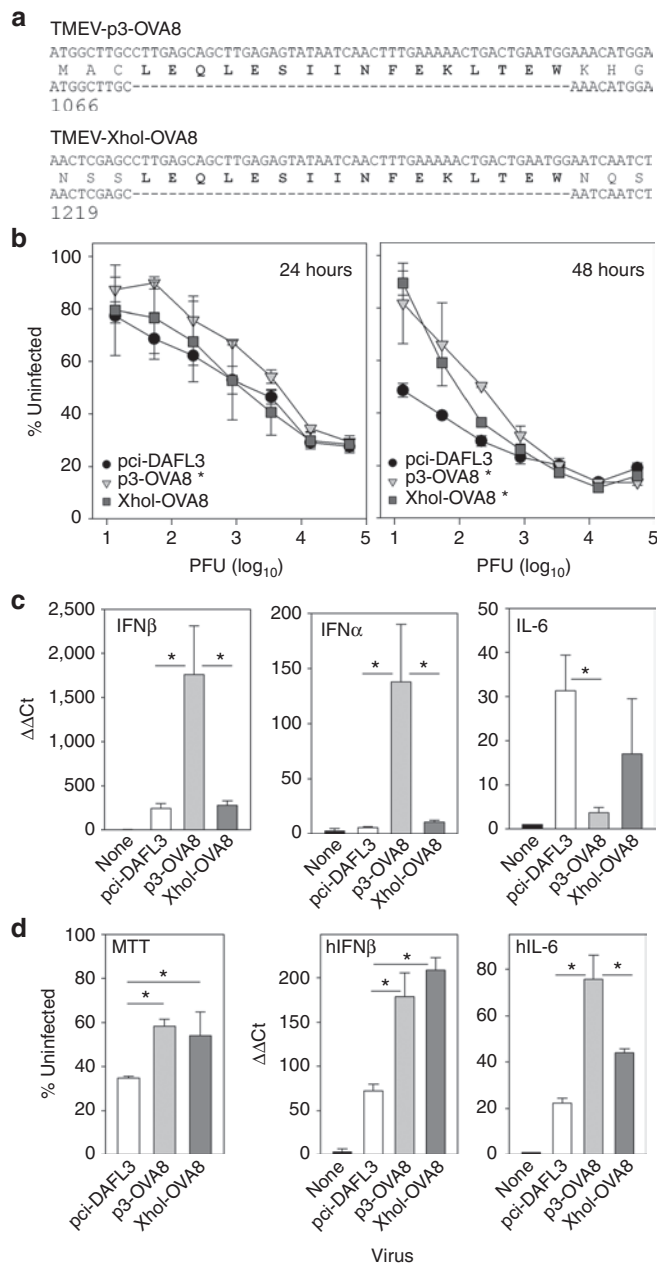 a
TMEV-p3-OVA8
ATGGCTTGCCTTGAGCAGCTTGAGAGTATAATCAACTTTGAAAAACTGACTGAATGGAAACATGGA
M A C L E Q L E S I I N F E K L T E W K H G
ATGGCTTGC------------------------------------------------AAACATGGA
1066
TMEV-XhoI-OVA8
AACTCGAGCCTTGAGCAGCTTGAGAGTATAATCAACTTTGAAAAACTGACTGAATGGAATCAATCT
N S S L E Q L E S I I N F E K L T E W N Q S
AACTCGAGC------------------------------------------------AATCAATCT
1219
b
24 hours
48 hours
% Uninfected
100
80
60
40
20
0
pci-DAFL3
p3-OVA8 *
XhoI-OVA8
pci-DAFL3
p3-OVA8 *
XhoI-OVA8 *
1 2 3 4 5
1 2 3 4 5
PFU (log10)
PFU (log10)
c
ΔΔCt
IFNβ
2,500
2,000
1,500
1,000
500
0
* *
None
pci-DAFL3
p3-OVA8
XhoI-OVA8
IFNα
200
150
100
50
0
* *
None
pci-DAFL3
p3-OVA8
XhoI-OVA8
IL-6
60
50
40
30
20
10
0
*
None
pci-DAFL3
p3-OVA8
XhoI-OVA8
d
% Uninfected
MTT
100
80
60
40
20
0
*
*
pci-DAFL3
p3-OVA8
XhoI-OVA8
ΔΔCt
hIFNβ
200
150
100
50
0
*
*
None
pci-DAFL3
p3-OVA8
XhoI-OVA8
hIL-6
80
60
40
20
0
* *
None
pci-DAFL3
p3-OVA8
XhoI-OVA8
Virus